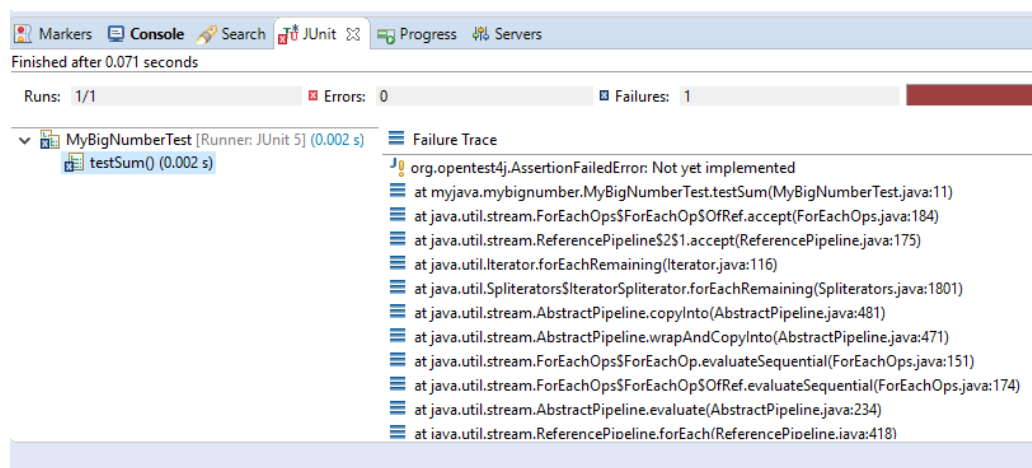 Markers Console Search JUnit Progress Servers
Finished after 0.071 seconds
Runs: 1/1 Errors: 0 Failures: 1
MyBigNumberTest [Runner: JUnit 5] (0.002 s)
testSum() (0.002 s)
Failure Trace
org.opentest4j.AssertionFailedError: Not yet implemented
at myjava.mybignumber.MyBigNumberTest.testSum(MyBigNumberTest.java:11)
at java.util.stream.ForEachOps$ForEachOp$OfRef.accept(ForEachOps.java:184)
at java.util.stream.ReferencePipeline$2$1.accept(ReferencePipeline.java:175)
at java.util.Iterator.forEachRemaining(Iterator.java:116)
at java.util.Spliterators$IteratorSpliterator.forEachRemaining(Spliterators.java:1801)
at java.util.stream.AbstractPipeline.copyInto(AbstractPipeline.java:481)
at java.util.stream.AbstractPipeline.wrapAndCopyInto(AbstractPipeline.java:471)
at java.util.stream.ForEachOps$ForEachOp.evaluateSequential(ForEachOps.java:151)
at java.util.stream.ForEachOps$ForEachOp$OfRef.evaluateSequential(ForEachOps.java:174)
at java.util.stream.AbstractPipeline.evaluate(AbstractPipeline.java:234)
at java.util.stream.ReferencePipeline.forEach(ReferencePipeline.java:418)